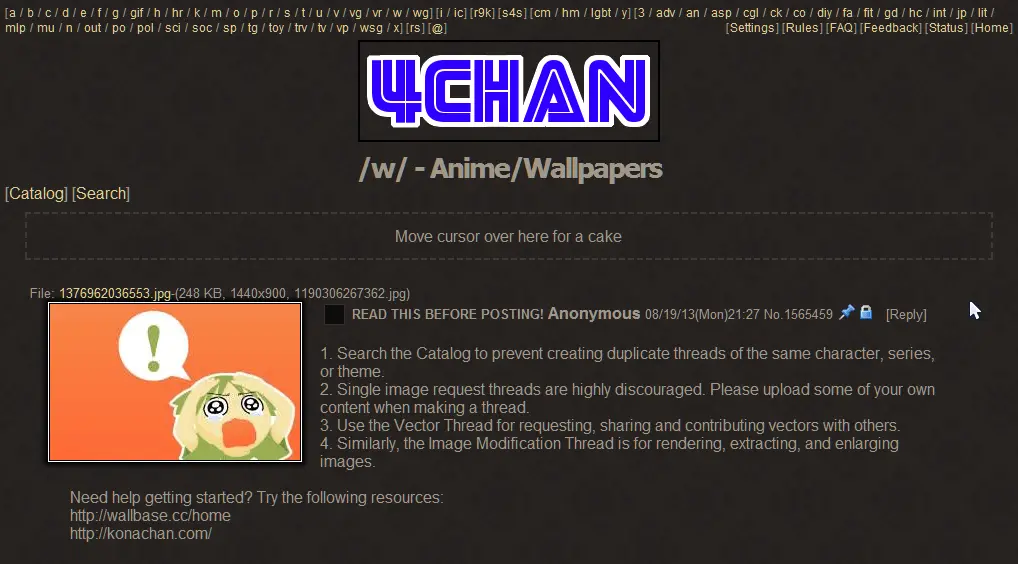 [a / b / c / d / e / f / g / gif / h / hr / k / m / o / p / r / s / t / u / v / vg / vr / w / wg] [i / ic] [r9k] [s4s] [cm / hm / lgbt / y] [3 / adv / an / asp / cgl / ck / co / diy / fa / fit / gd / hc / int / jp / lit /
mlp / mu / n / out / po / pol / sci / soc / sp / tg / toy / trv / tv / vp / wsg / x] [rs] [@] [Settings] [Rules] [FAQ] [Feedback] [Status] [Home]
4CHAN
/w/ - Anime/Wallpapers
[Catalog] [Search]
Move cursor over here for a cake
File: 1376962036553.jpg-(248 KB, 1440x900, 1190306267362.jpg)
!
READ THIS BEFORE POSTING! Anonymous 08/19/13(Mon)21:27 No.1565459 [Reply]
1. Search the Catalog to prevent creating duplicate threads of the same character, series,
or theme.
2. Single image request threads are highly discouraged. Please upload some of your own
content when making a thread.
3. Use the Vector Thread for requesting, sharing and contributing vectors with others.
4. Similarly, the Image Modification Thread is for rendering, extracting, and enlarging
images.
Need help getting started? Try the following resources:
http://wallbase.cc/home
http://konachan.com/